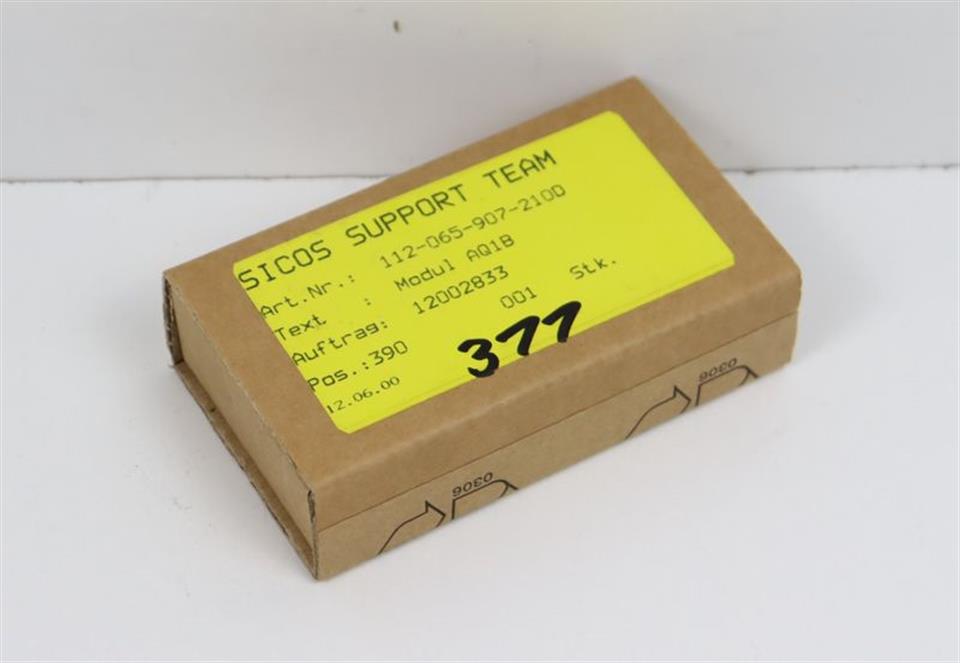 SICOS SUPPORT TEAM
Art.Nr.: 112-065-907-210D
Text : Modul AQ1B
Auftrag: 12002833
Pos.:390 001 Stk.
12.06.00
377
0306
0306